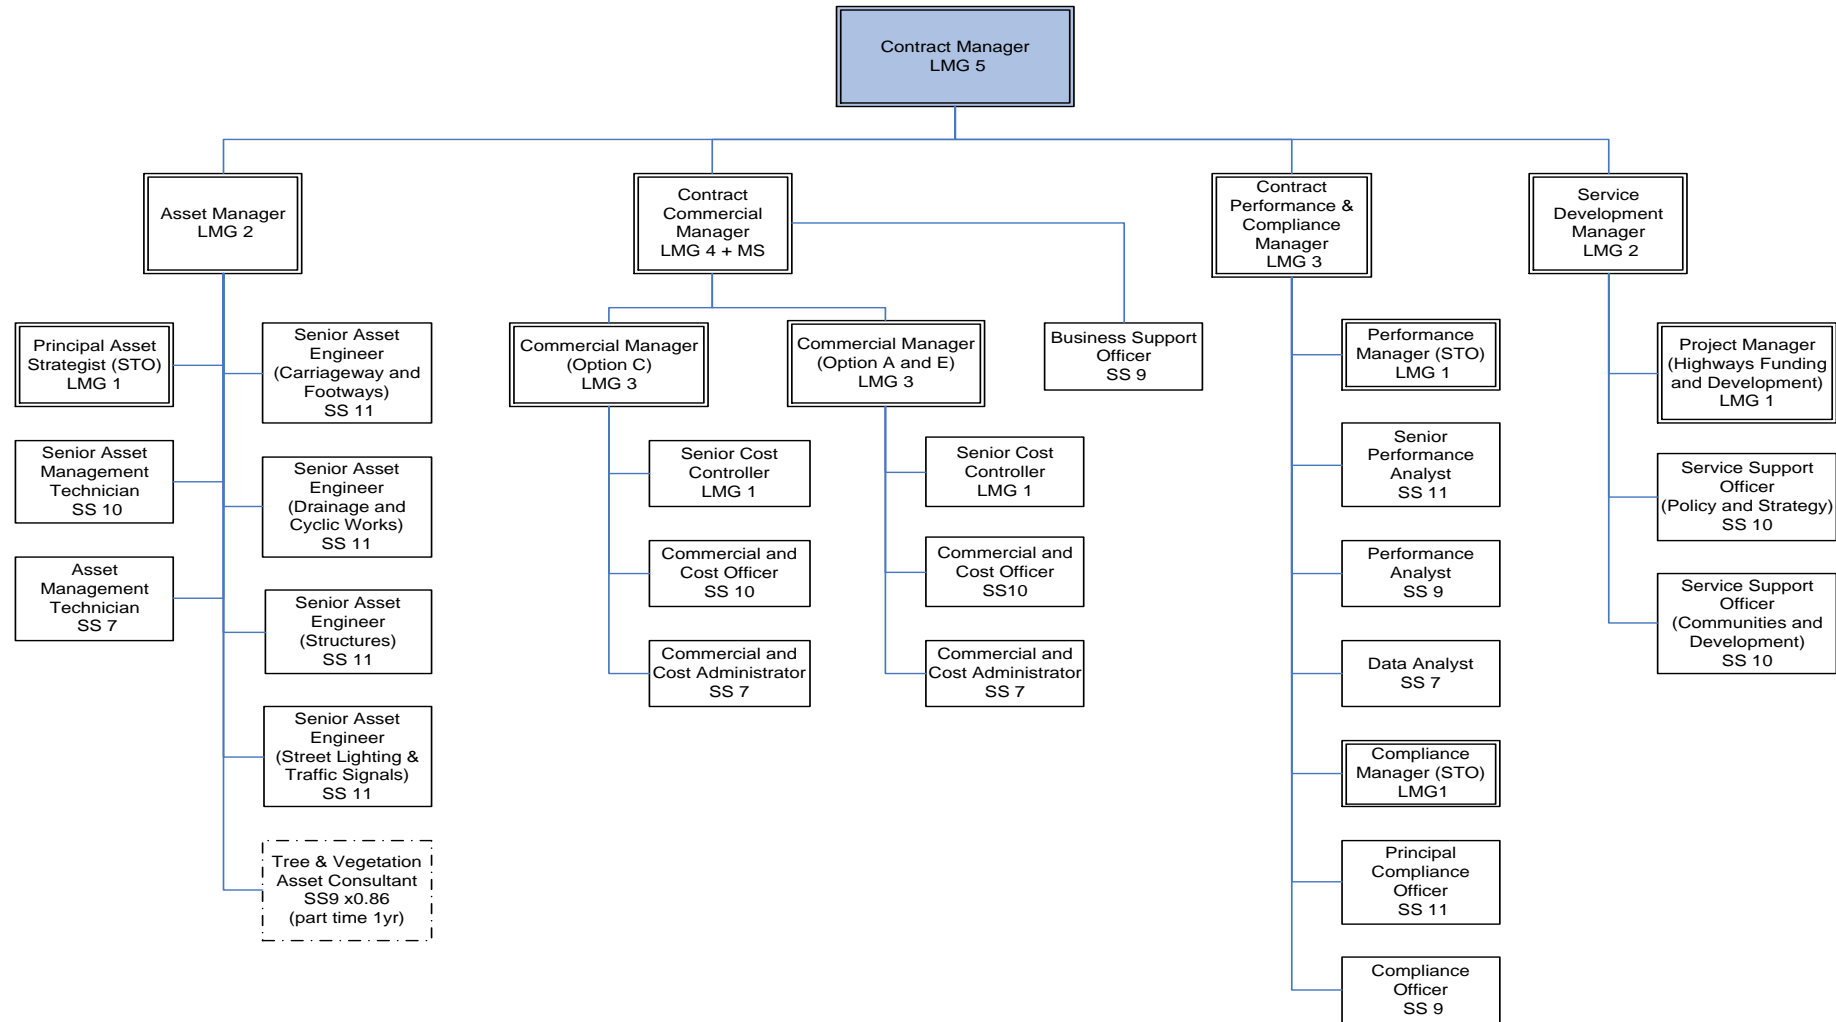 Contract Manager
LMG 5
Asset Manager
LMG 2
Contract
Commercial
Manager
LMG 4 + MS
Contract
Performance &
Compliance
Manager
LMG 3
Service
Development
Manager
LMG 2
Principal Asset
Strategist (STO)
LMG 1
Senior Asset
Management
Technician
SS 10
Asset
Management
Technician
SS 7
Senior Asset
Engineer
(Carriageway and
Footways)
SS 11
Senior Asset
Engineer
(Drainage and
Cyclic Works)
SS 11
Senior Asset
Engineer
(Structures)
SS 11
Senior Asset
Engineer
(Street Lighting &
Traffic Signals)
SS 11
Tree & Vegetation
Asset Consultant
SS9 x0.86
(part time 1yr)
Commercial Manager
(Option C)
LMG 3
Senior Cost
Controller
LMG 1
Commercial and
Cost Officer
SS 10
Commercial and
Cost Administrator
SS 7
Commercial Manager
(Option A and E)
LMG 3
Senior Cost
Controller
LMG 1
Commercial and
Cost Officer
SS10
Commercial and
Cost Administrator
SS 7
Business Support
Officer
SS 9
Performance
Manager (STO)
LMG 1
Senior
Performance
Analyst
SS 11
Performance
Analyst
SS 9
Data Analyst
SS 7
Compliance
Manager (STO)
LMG1
Principal
Compliance
Officer
SS 11
Compliance
Officer
SS 9
Project Manager
(Highways Funding
and Development)
LMG 1
Service Support
Officer
(Policy and Strategy)
SS 10
Service Support
Officer
(Communities and
Development)
SS 10